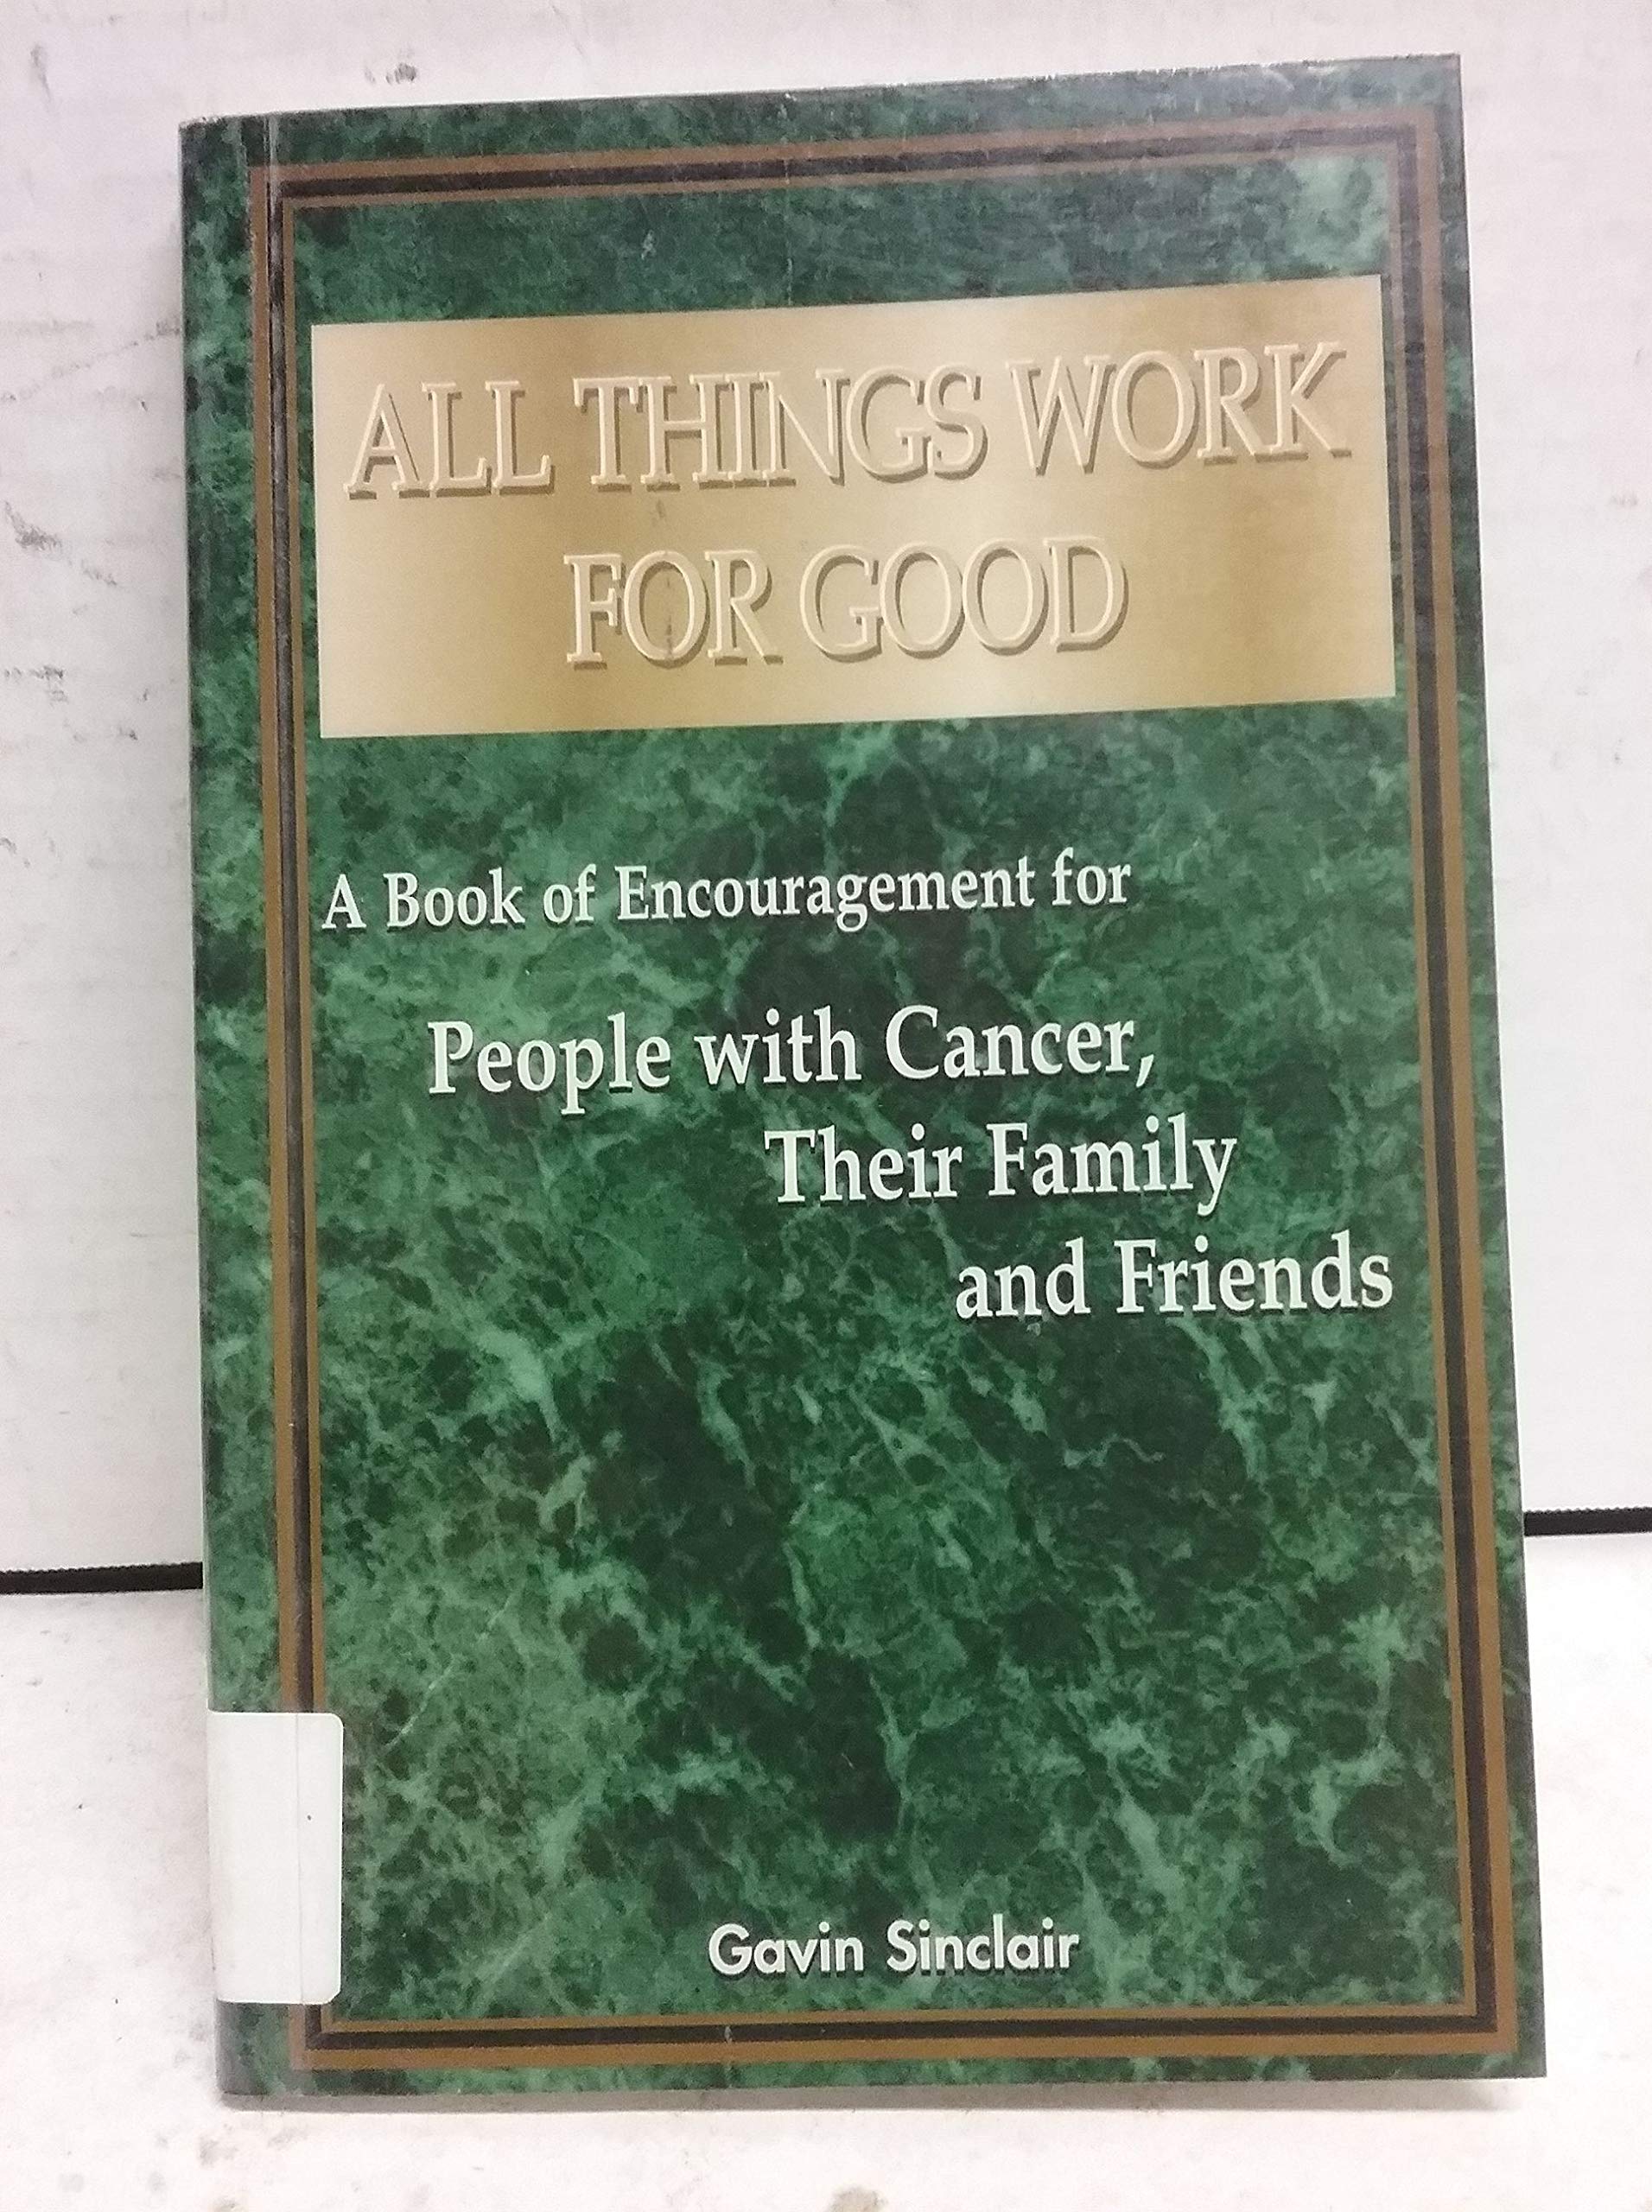 ALL THINGS WORK
FOR GOOD
A Book of Encouragement for
People with Cancer,
Their Family
and Friends
Gavin Sinclair